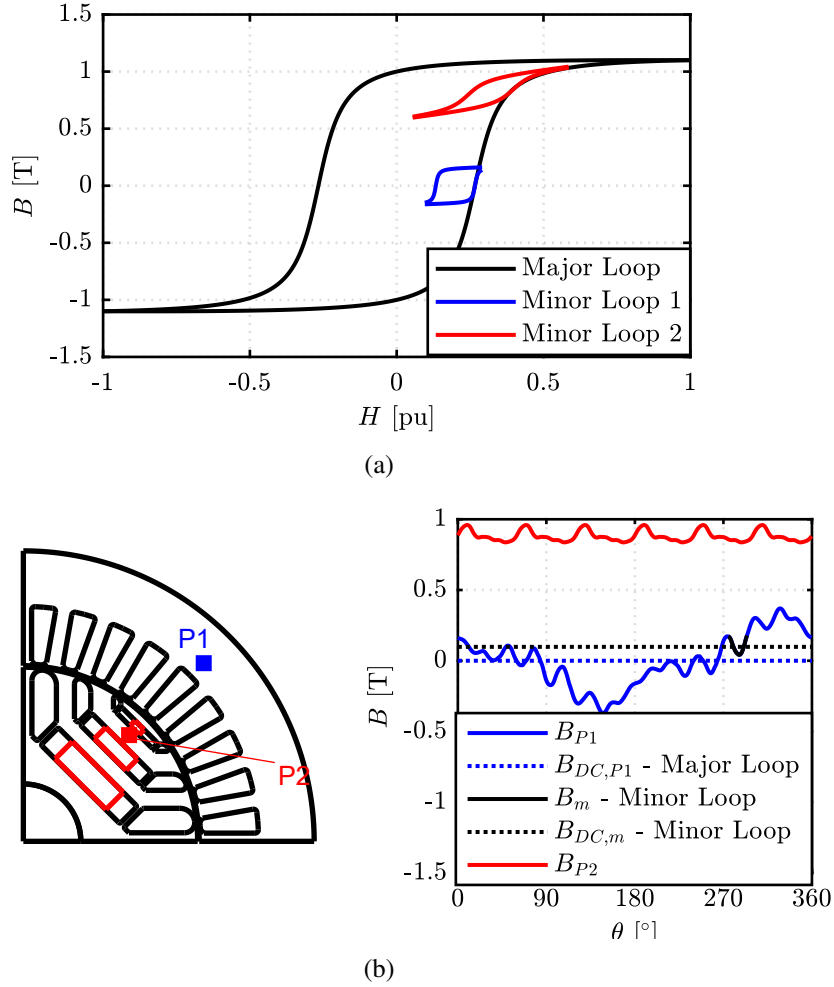 1.5
1
0.5
0
-0.5
-1
-1.5
B [T]
Major Loop
Minor Loop 1
Minor Loop 2
-1 -0.5 0 0.5 1
H [pu]
(a)
P1
P2
1
0.5
0
-0.5
-1
-1.5
B [T]
B_{P1}
B_{DC,P1} - Major Loop
B_m - Minor Loop
B_{DC,m} - Minor Loop
B_{P2}
0 90 180 270 360
θ [°]
(b)